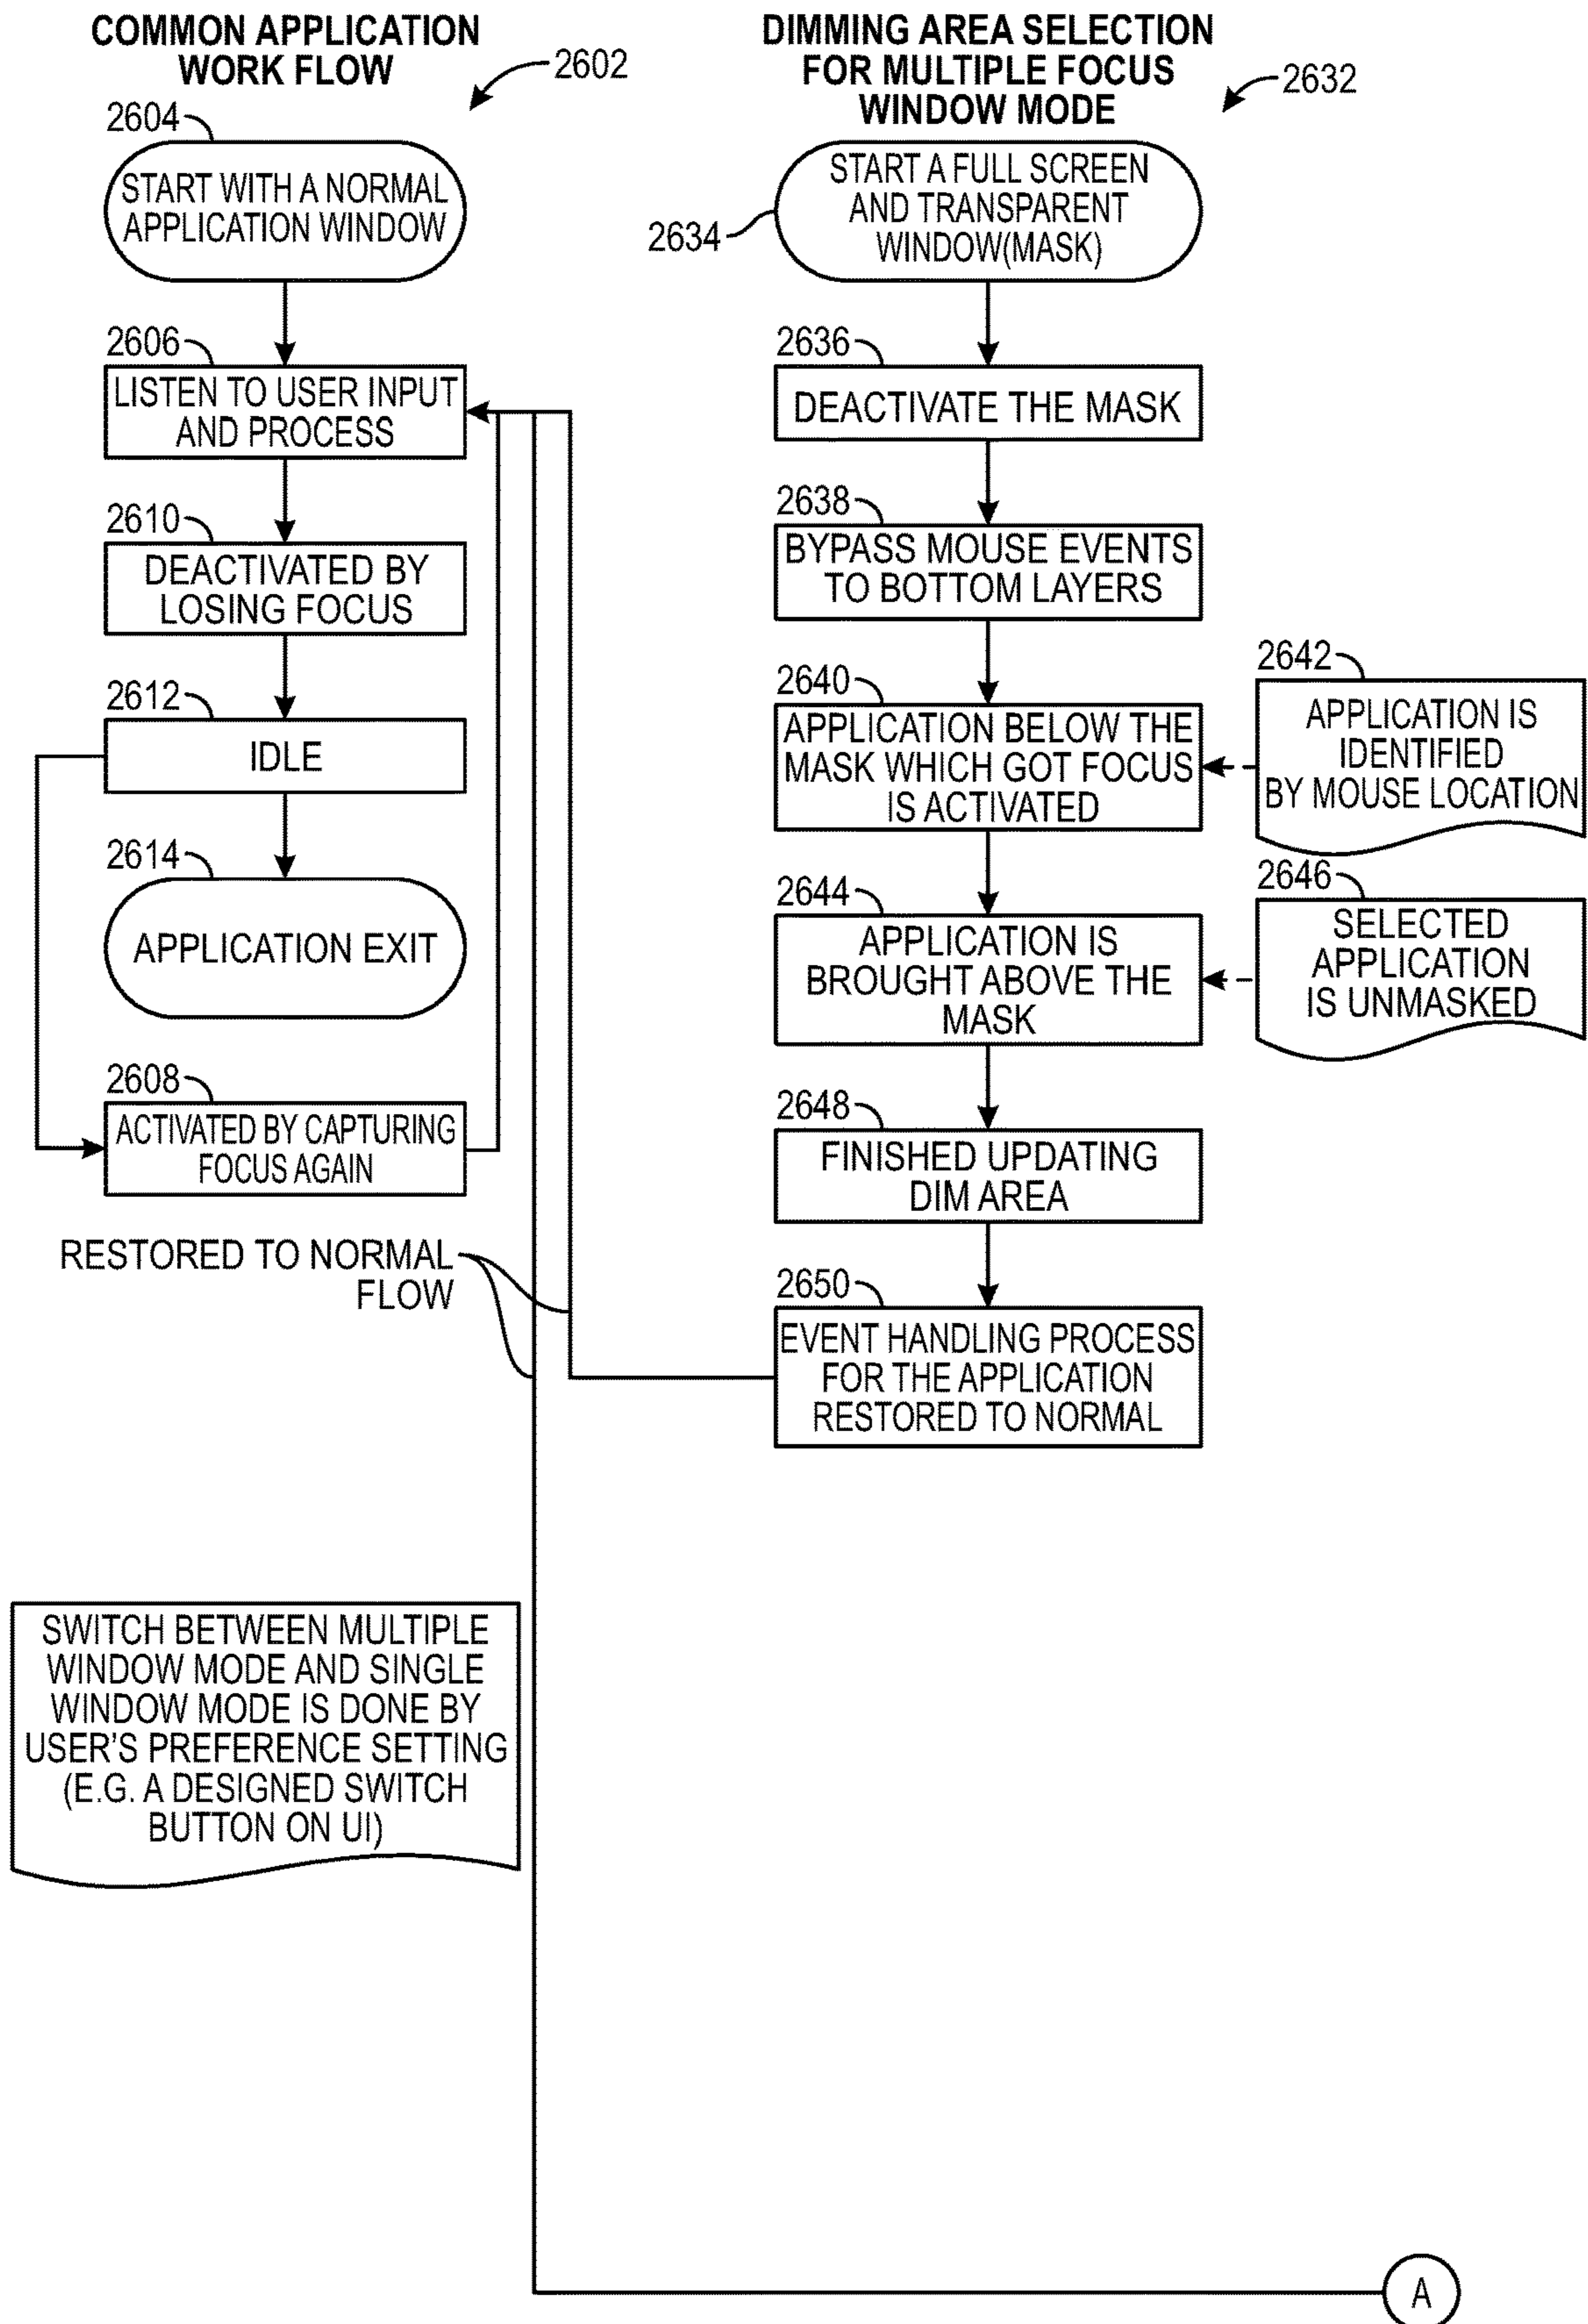 COMMON APPLICATION
WORK FLOW
2602
2604
START WITH A NORMAL
APPLICATION WINDOW
2606
LISTEN TO USER INPUT
AND PROCESS
2610
DEACTIVATED BY
LOSING FOCUS
2612
IDLE
2614
APPLICATION EXIT
2608
ACTIVATED BY CAPTURING
FOCUS AGAIN
RESTORED TO NORMAL
FLOW
SWITCH BETWEEN MULTIPLE
WINDOW MODE AND SINGLE
WINDOW MODE IS DONE BY
USER'S PREFERENCE SETTING
(E.G. A DESIGNED SWITCH
BUTTON ON UI)
DIMMING AREA SELECTION
FOR MULTIPLE FOCUS
WINDOW MODE
2632
START A FULL SCREEN
AND TRANSPARENT
WINDOW(MASK)
2634
2636
DEACTIVATE THE MASK
2638
BYPASS MOUSE EVENTS
TO BOTTOM LAYERS
2640
APPLICATION BELOW THE
MASK WHICH GOT FOCUS
IS ACTIVATED
2642
APPLICATION IS
IDENTIFIED
BY MOUSE LOCATION
2644
APPLICATION IS
BROUGHT ABOVE THE
MASK
2646
SELECTED
APPLICATION
IS UNMASKED
2648
FINISHED UPDATING
DIM AREA
2650
EVENT HANDLING PROCESS
FOR THE APPLICATION
RESTORED TO NORMAL
A